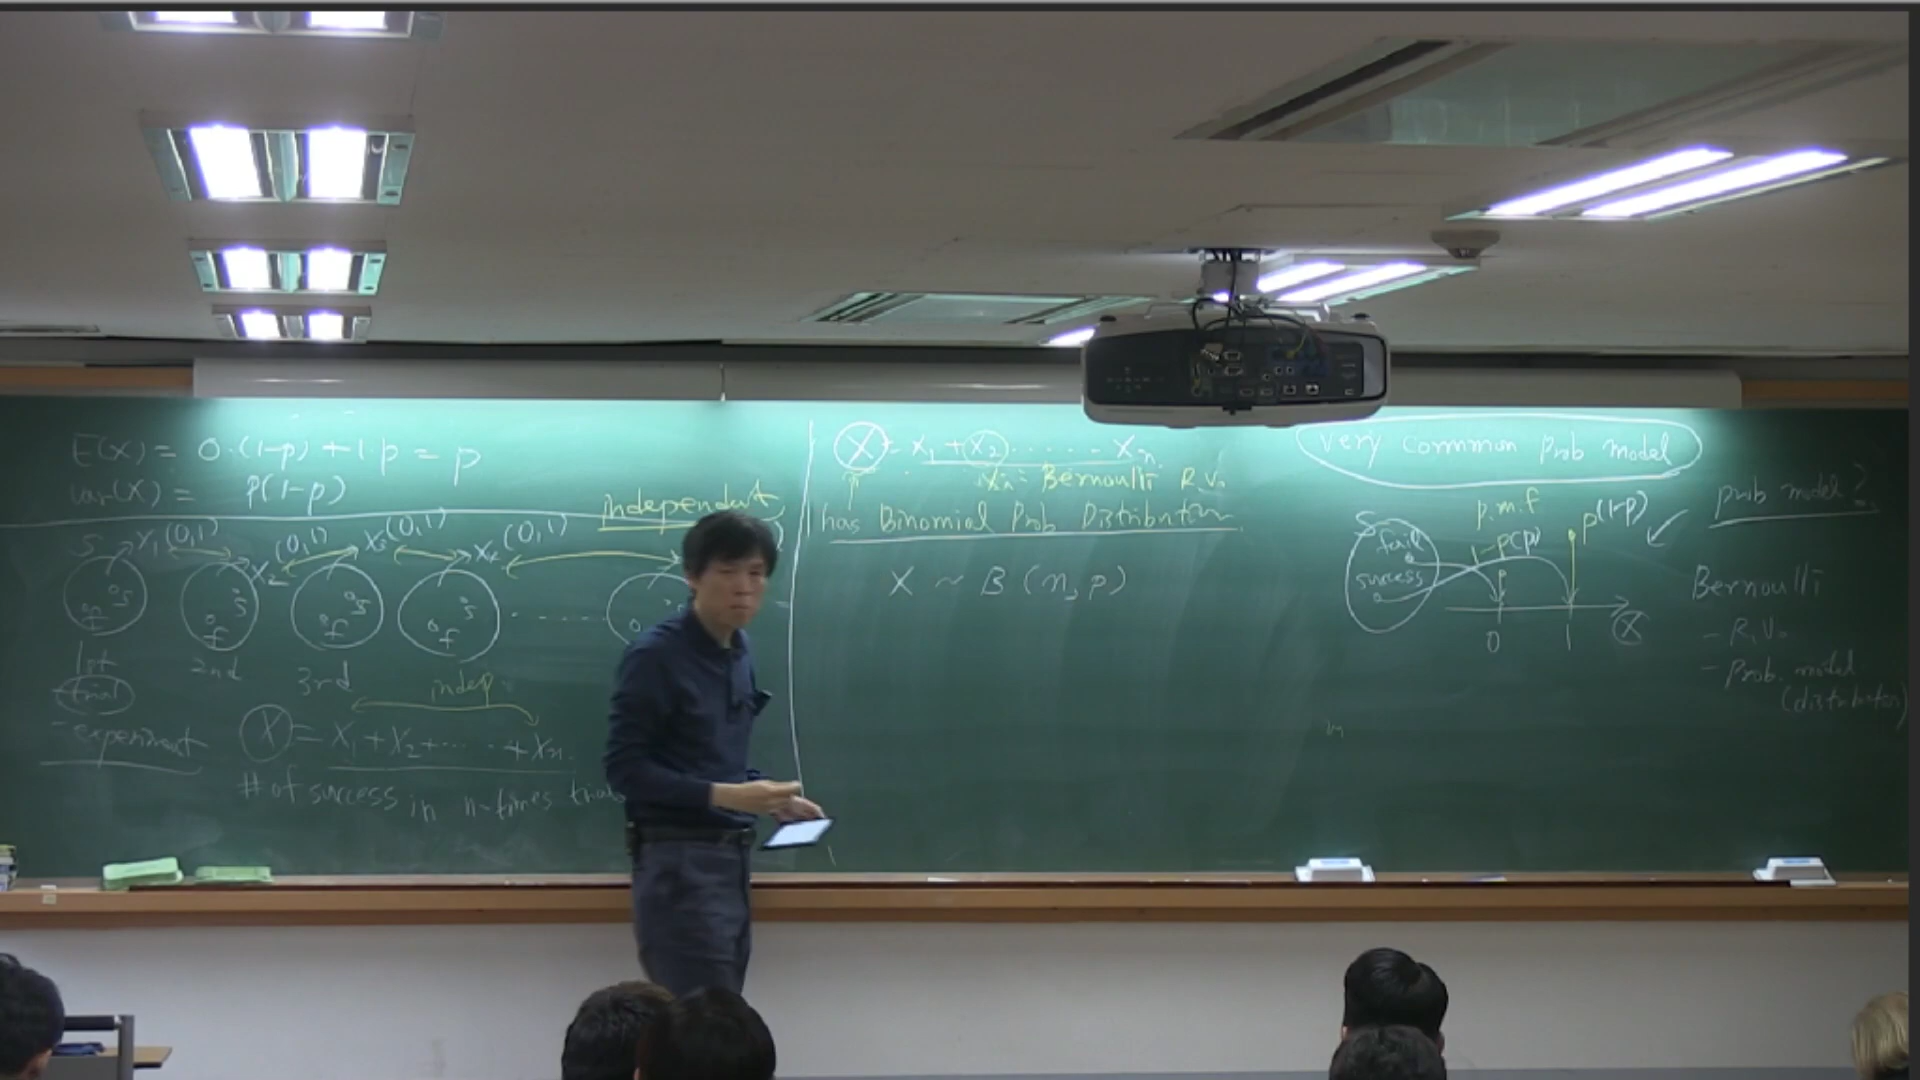 E(X) = 0·(1-p) + 1·p = p
var(X) = p(1-p)
independent
S X₁ (0,1) X₂ (0,1) X₃ (0,1) X₄ (0,1)
f s f s f s f s
1st 2nd 3rd
trial
- experiment
indep.
X = X₁ + X₂ + ··· + Xn.
# of success in n-times trials
X = X₁ + X₂ ······ Xn
Bernoulli R.V.
has Binomial Prob Distribution
X ~ B (n, p)
very common prob model
p.m.f
S fail success
1-p(p) p(1-p)
0 1 X
prob model?
Bernoulli
- R.V.
- Prob. model
(distribution)